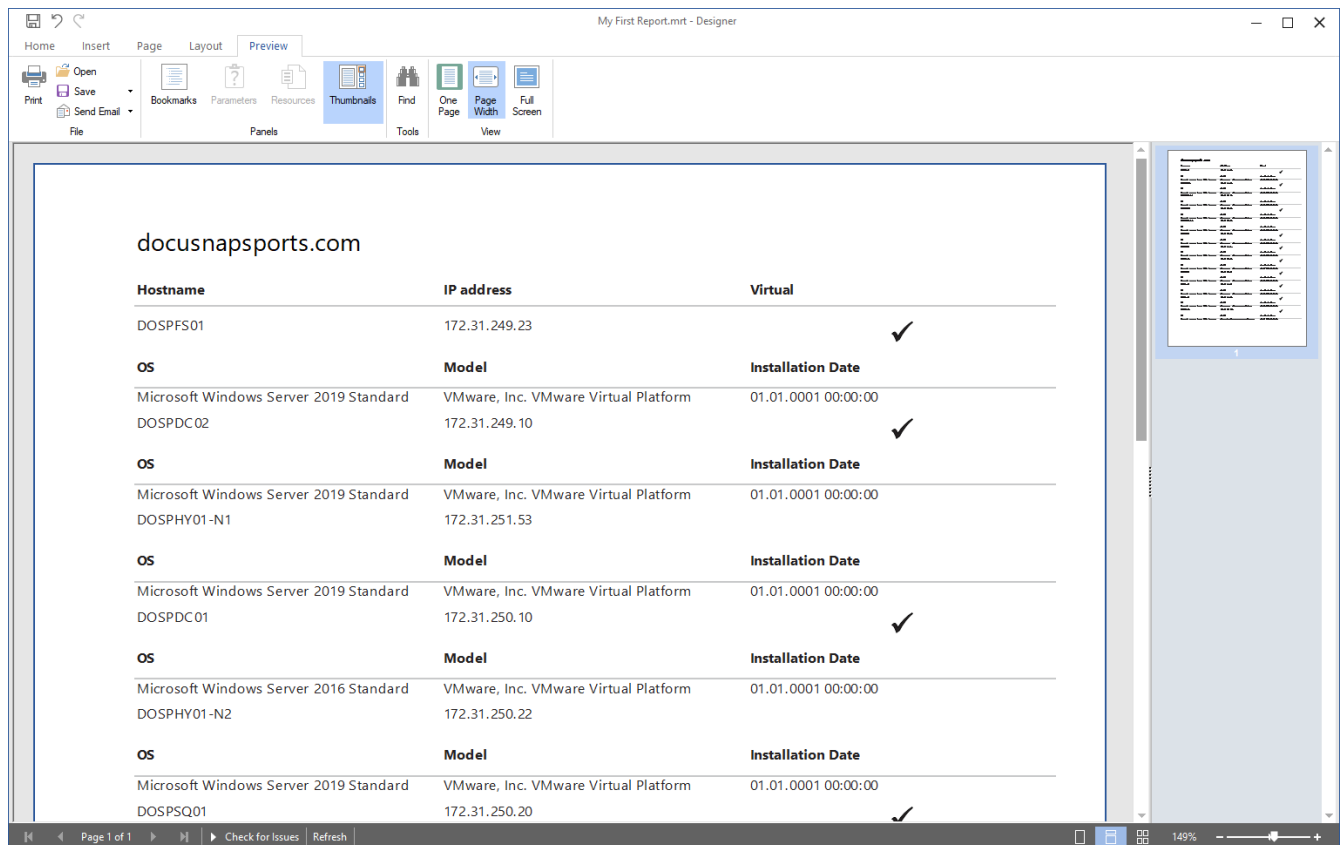 My First Report.mrt - Designer
Home Insert Page Layout Preview
Print
Open
Save
Send Email
File
Bookmarks Parameters Resources Thumbnails
Panels
Find
Tools
One Page Page Width Full Screen
View
docusnapsports.com
Hostname IP address Virtual
DOSPFS01 172.31.249.23 ✓
OS Model Installation Date
Microsoft Windows Server 2019 Standard VMware, Inc. VMware Virtual Platform 01.01.0001 00:00:00
DOSPDC02 172.31.249.10 ✓
OS Model Installation Date
Microsoft Windows Server 2019 Standard VMware, Inc. VMware Virtual Platform 01.01.0001 00:00:00
DOSPHY01-N1 172.31.251.53
OS Model Installation Date
Microsoft Windows Server 2019 Standard VMware, Inc. VMware Virtual Platform 01.01.0001 00:00:00
DOSPDC01 172.31.250.10 ✓
OS Model Installation Date
Microsoft Windows Server 2016 Standard VMware, Inc. VMware Virtual Platform 01.01.0001 00:00:00
DOSPHY01-N2 172.31.250.22
OS Model Installation Date
Microsoft Windows Server 2019 Standard VMware, Inc. VMware Virtual Platform 01.01.0001 00:00:00
DOSPSQ01 172.31.250.20 ✓
1
Page 1 of 1 Check for Issues Refresh 149%